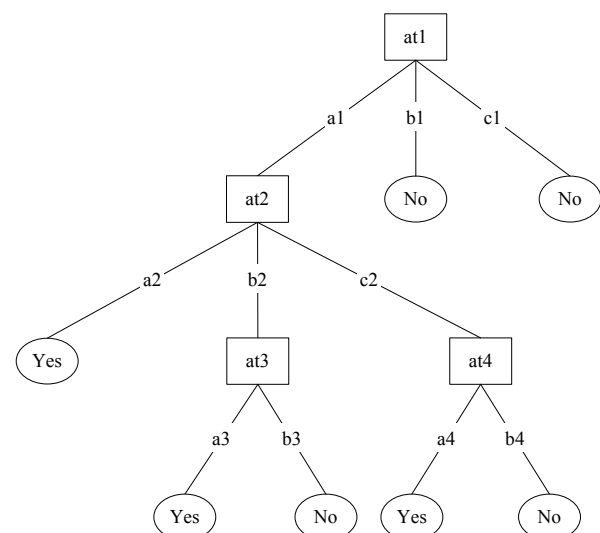 at1
a1 b1 c1
at2 No No
a2 b2 c2
Yes at3 at4
a3 b3 a4 b4
Yes No Yes No